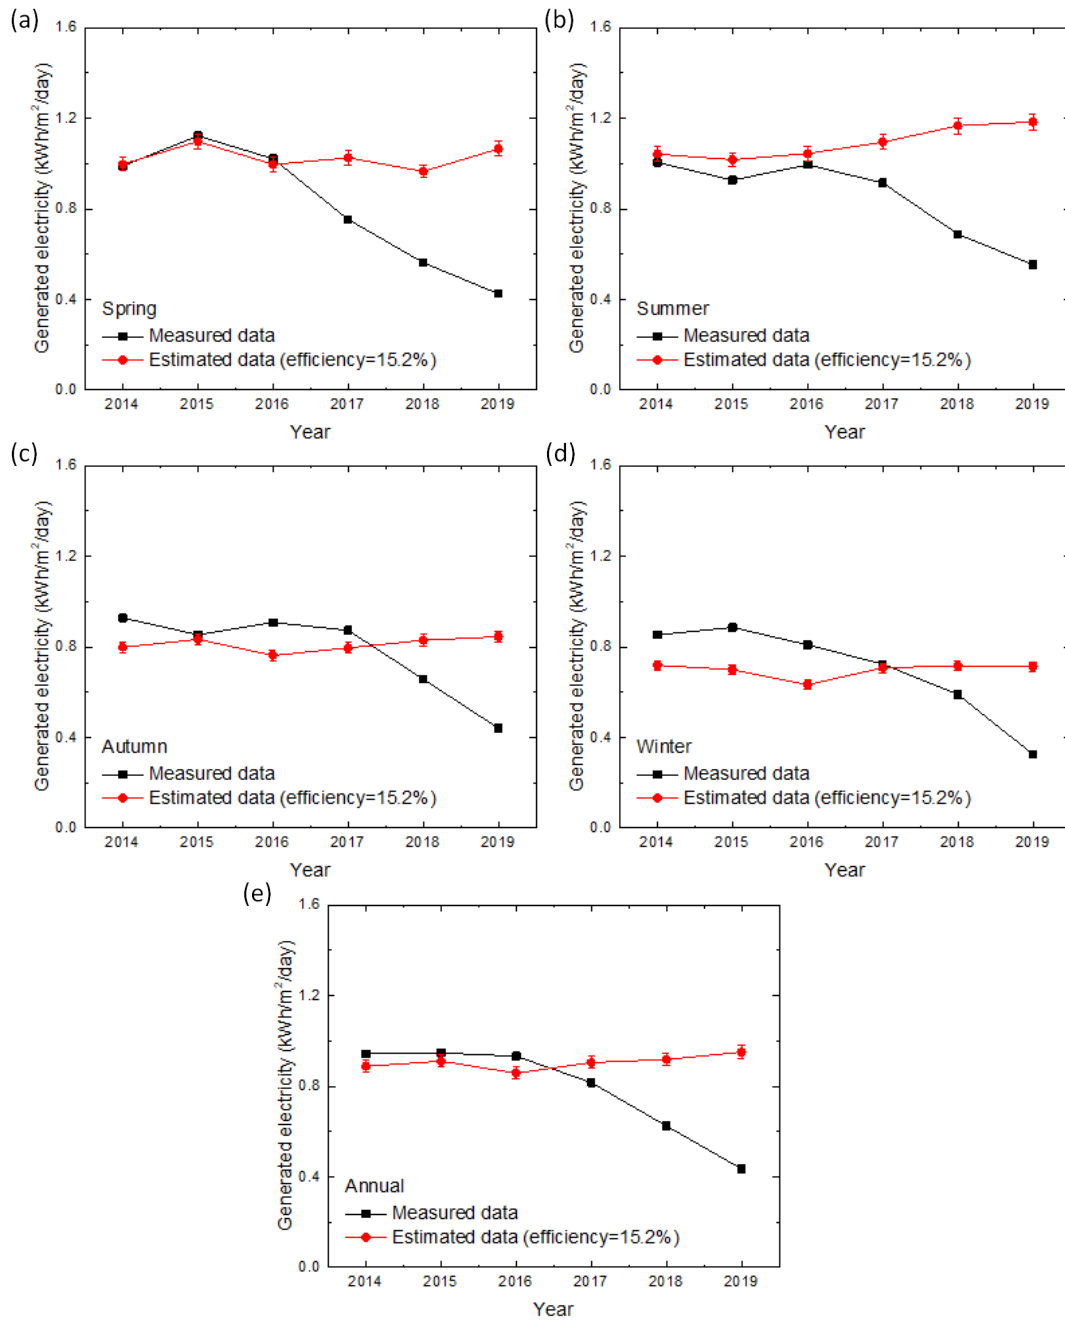 (a)
1.6
1.2
0.8
0.4
0.0
Generated electricity (kWh/m²/day)
Spring
Measured data
Estimated data (efficiency=15.2%)
2014 2015 2016 2017 2018 2019
Year
(b)
1.6
1.2
0.8
0.4
0.0
Generated electricity (kWh/m²/day)
Summer
Measured data
Estimated data (efficiency=15.2%)
2014 2015 2016 2017 2018 2019
Year
(c)
1.6
1.2
0.8
0.4
0.0
Generated electricity (kWh/m²/day)
Autumn
Measured data
Estimated data (efficiency=15.2%)
2014 2015 2016 2017 2018 2019
Year
(d)
1.6
1.2
0.8
0.4
0.0
Generated electricity (kWh/m²/day)
Winter
Measured data
Estimated data (efficiency=15.2%)
2014 2015 2016 2017 2018 2019
Year
(e)
1.6
1.2
0.8
0.4
0.0
Generated electricity (kWh/m²/day)
Annual
Measured data
Estimated data (efficiency=15.2%)
2014 2015 2016 2017 2018 2019
Year